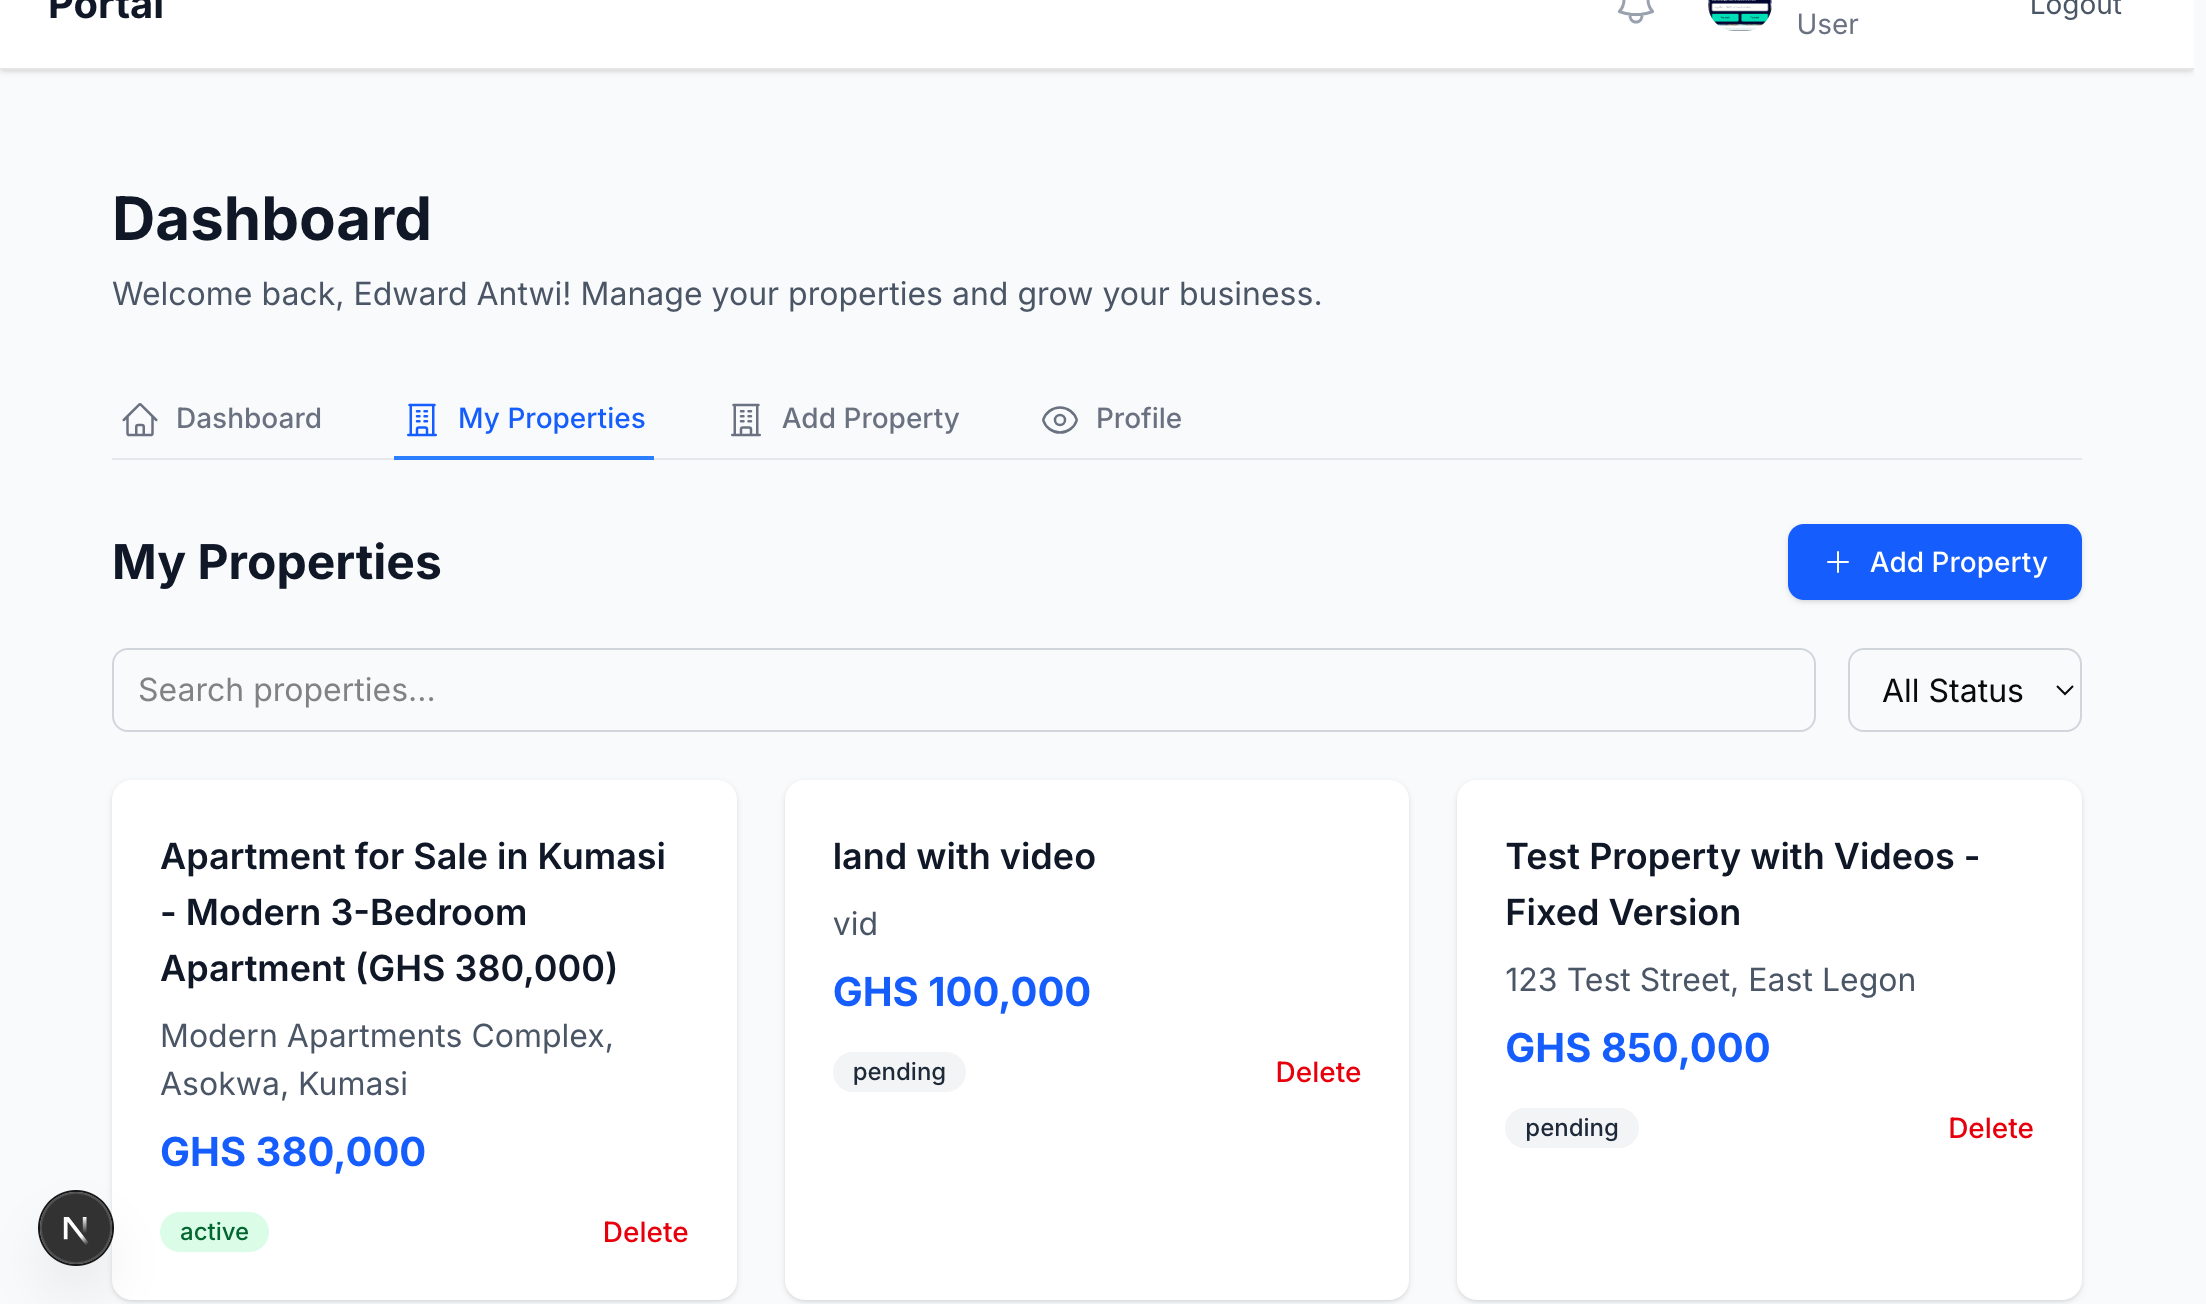 Portal
User
Logout
Dashboard
Welcome back, Edward Antwi! Manage your properties and grow your business.
Dashboard
My Properties
Add Property
Profile
My Properties
+ Add Property
Search properties...
All Status
Apartment for Sale in Kumasi
- Modern 3-Bedroom
Apartment (GHS 380,000)
Modern Apartments Complex,
Asokwa, Kumasi
GHS 380,000
active
Delete
land with video
vid
GHS 100,000
pending
Delete
Test Property with Videos -
Fixed Version
123 Test Street, East Legon
GHS 850,000
pending
Delete
N